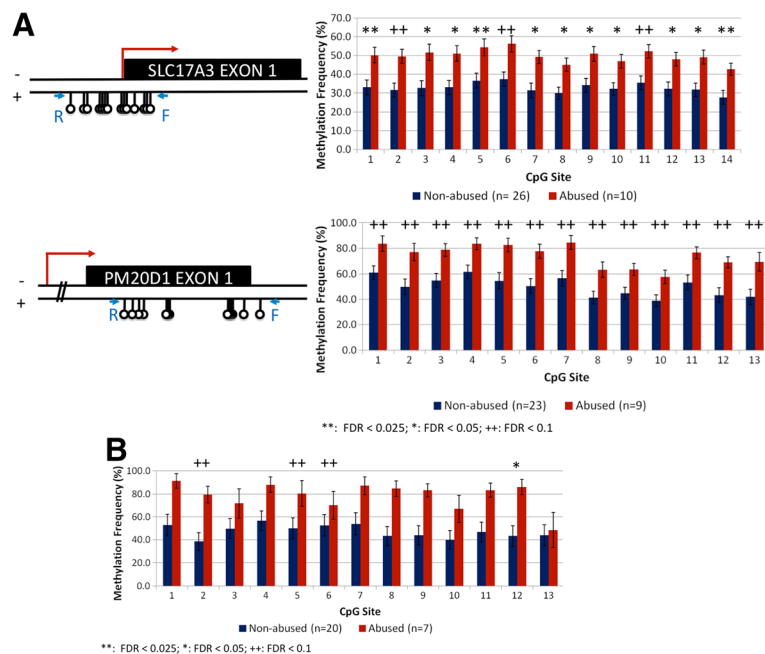 A
SLC17A3 EXON 1
-
+
R F
Methylation Frequency (%)
70.0
60.0
50.0
40.0
30.0
20.0
10.0
0.0
** ++ * * ** ++ * * * * ++ * * **
1 2 3 4 5 6 7 8 9 10 11 12 13 14
CpG Site
Non-abused (n= 26) Abused (n=10)
PM20D1 EXON 1
-
+
R F
Methylation Frequency (%)
100.0
80.0
60.0
40.0
20.0
0.0
++ ++ ++ ++ ++ ++ ++ ++ ++ ++ ++ ++ ++
1 2 3 4 5 6 7 8 9 10 11 12 13
CpG Site
Non-abused (n=23) Abused (n=9)
**: FDR < 0.025; *: FDR < 0.05; ++: FDR < 0.1
B
Methylation Frequency (%)
100.0
80.0
60.0
40.0
20.0
0.0
++ ++ ++ *
1 2 3 4 5 6 7 8 9 10 11 12 13
CpG Site
Non-abused (n=20) Abused (n=7)
**: FDR < 0.025; *: FDR < 0.05; ++: FDR < 0.1